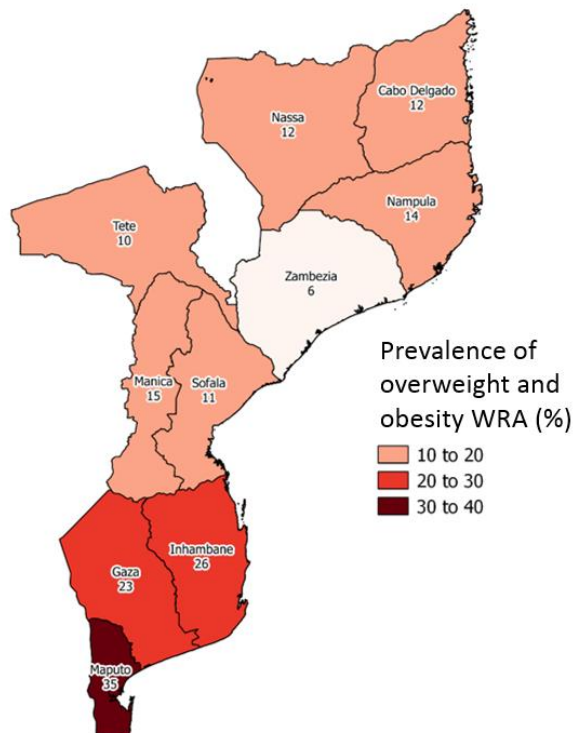 Cabo Delgado
12
Nassa
12
Nampula
14
Tete
10
Zambezia
6
Manica
15
Sofala
11
Prevalence of
overweight and
obesity WRA (%)
10 to 20
20 to 30
30 to 40
Inhambane
26
Gaza
23
Maputo
35